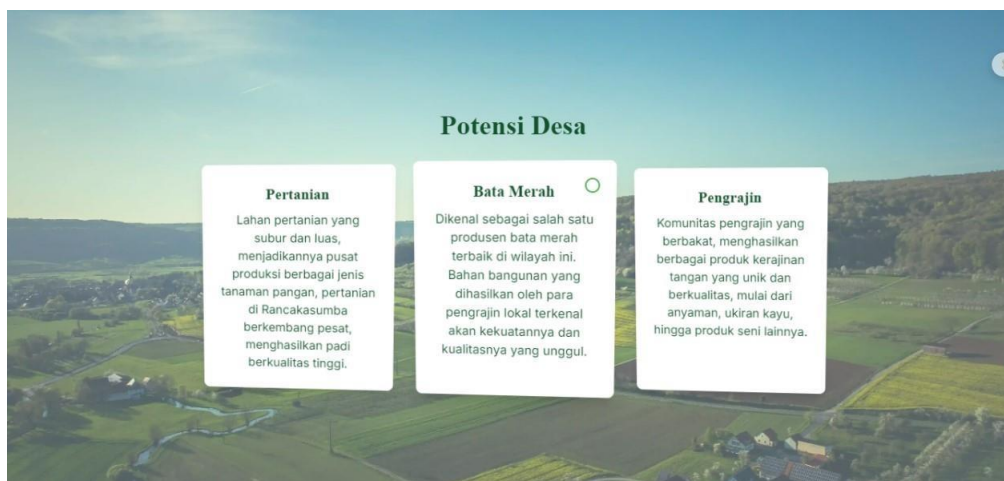 Potensi Desa
Pertanian
Lahan pertanian yang
subur dan luas,
menjadikannya pusat
produksi berbagai jenis
tanaman pangan, pertanian
di Rancakasumba
berkembang pesat,
menghasilkan padi
berkualitas tinggi.
Bata Merah
Dikenal sebagai salah satu
produsen bata merah
terbaik di wilayah ini.
Bahan bangunan yang
dihasilkan oleh para
pengrajin lokal terkenal
akan kekuatannya dan
kualitasnya yang unggul.
Pengrajin
Komunitas pengrajin yang
berbakat, menghasilkan
berbagai produk kerajinan
tangan yang unik dan
berkualitas, mulai dari
anyaman, ukiran kayu,
hingga produk seni lainnya.